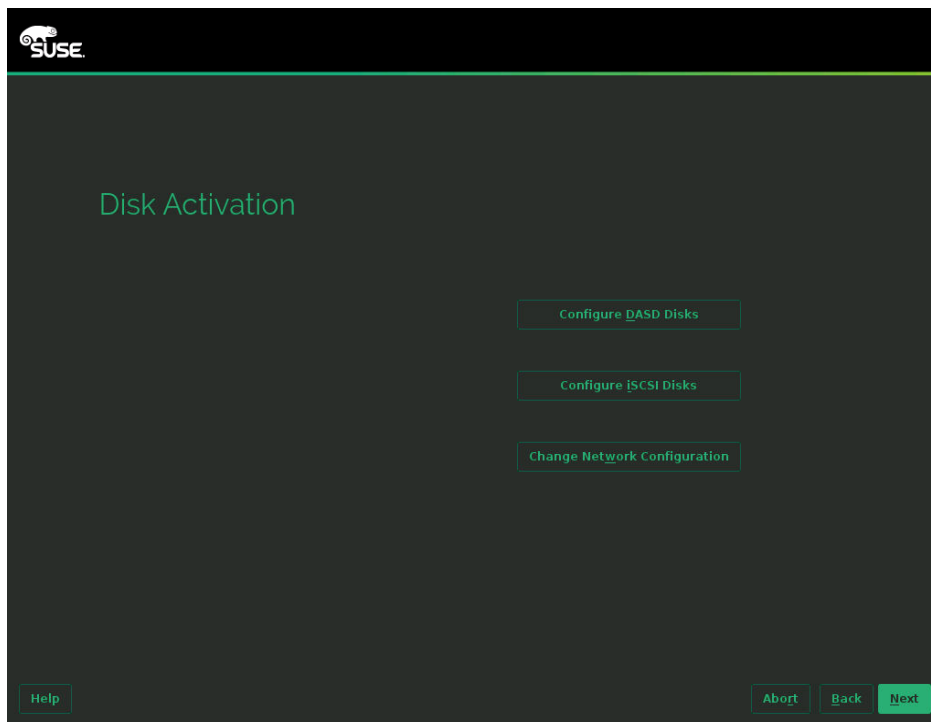 SUSE.
Disk Activation
Configure DASD Disks
Configure iSCSI Disks
Change Network Configuration
Help
Abort
Back
Next